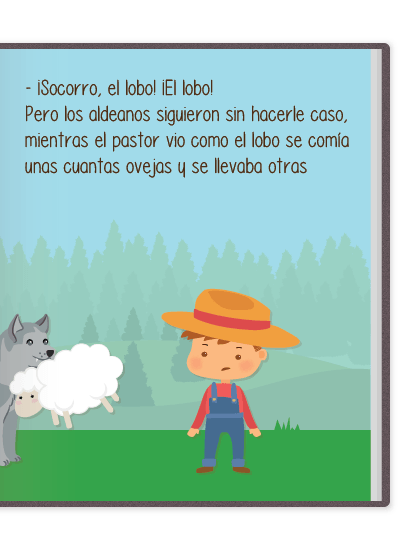 - ¡Socorro, el lobo! ¡El lobo!
Pero los aldeanos siguieron sin hacerle caso,
mientras el pastor vio como el lobo se comía
unas cuantas ovejas y se llevaba otras